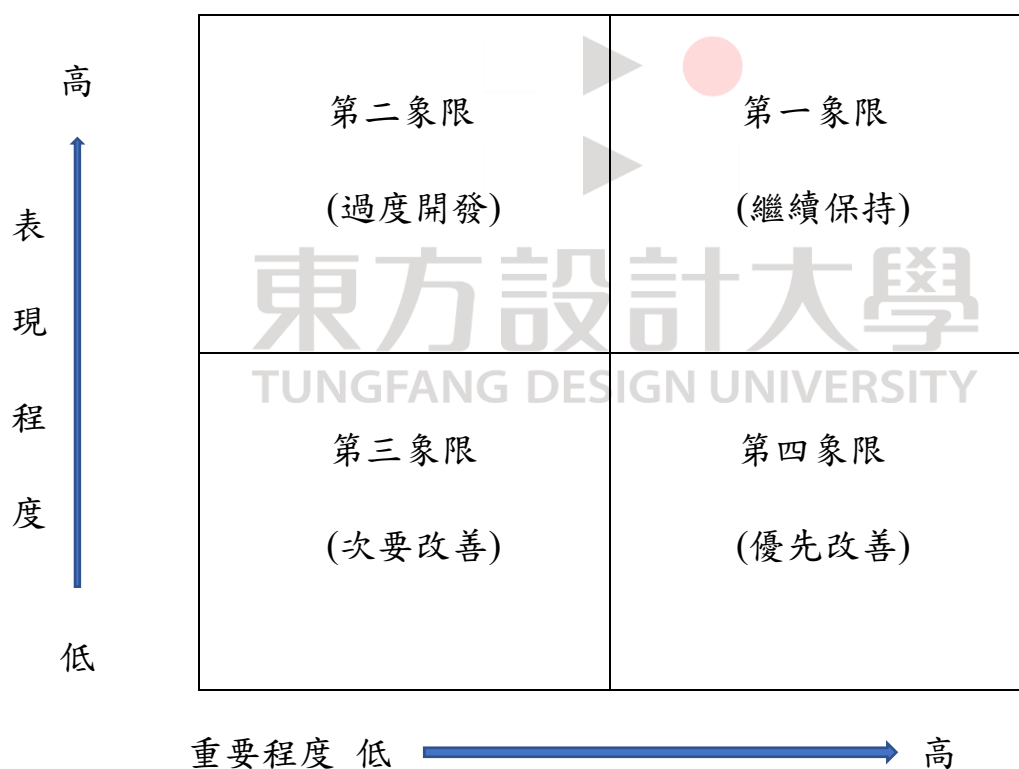 高
表
現
程
度
低
第二象限
(過度開發)
第一象限
(繼續保持)
東方設計大學
TUNGFANG DESIGN UNIVERSITY
第三象限
(次要改善)
第四象限
(優先改善)
重要程度 低
高